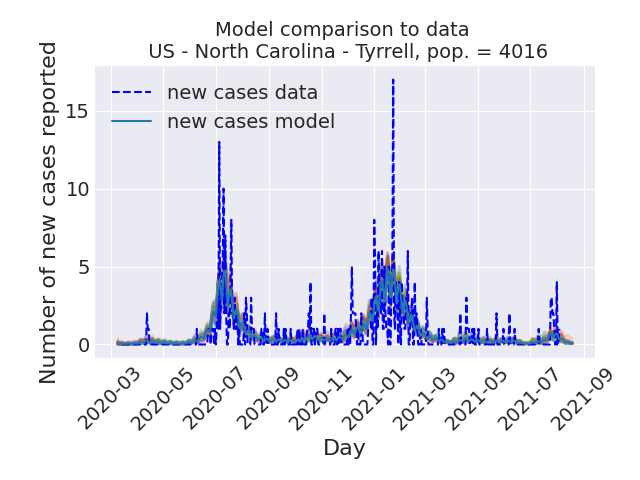 Model comparison to data
US - North Carolina - Tyrrell, pop. = 4016
Number of new cases reported
new cases data
new cases model
15
10
5
0
2020-03
2020-05
2020-07
2020-09
2020-11
2021-01
2021-03
2021-05
2021-07
2021-09
Day